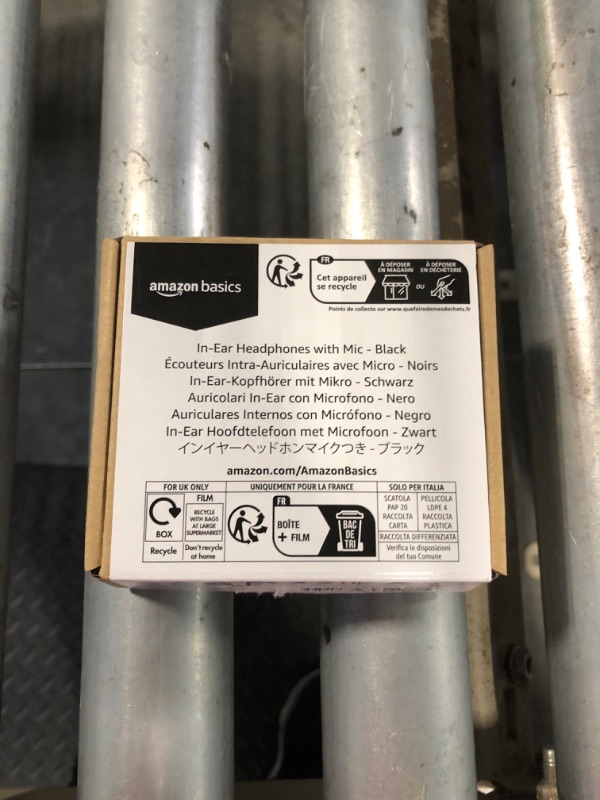 amazon basics
FR
Cet appareil
se recycle
À DÉPOSER
EN MAGASIN
OU
À DÉPOSER
EN DÉCHÈTERIE
Points de collecte sur www.quefairedemesdechets.fr
In-Ear Headphones with Mic - Black
Écouteurs Intra-Auriculaires avec Micro - Noirs
In-Ear-Kopfhörer mit Mikro - Schwarz
Auricolari In-Ear con Microfono - Nero
Auriculares Internos con Micrófono - Negro
In-Ear Hoofdtelefoon met Microfoon - Zwart
インイヤーヘッドホンマイクつき - ブラック
amazon.com/AmazonBasics
FOR UK ONLY
BOX
Recycle
FILM
RECYCLE
WITH BAGS
AT LARGE
SUPERMARKET
Don't recycle
at home
UNIQUEMENT POUR LA FRANCE
FR
BOÎTE
+ FILM
BAC
DE
TRI
SOLO PER ITALIA
SCATOLA
PAP 20
RACCOLTA
CARTA
PELLICOLA
LDPE 4
RACCOLTA
PLASTICA
RACCOLTA DIFFERENZIATA
Verifica le disposizioni
del tuo Comune